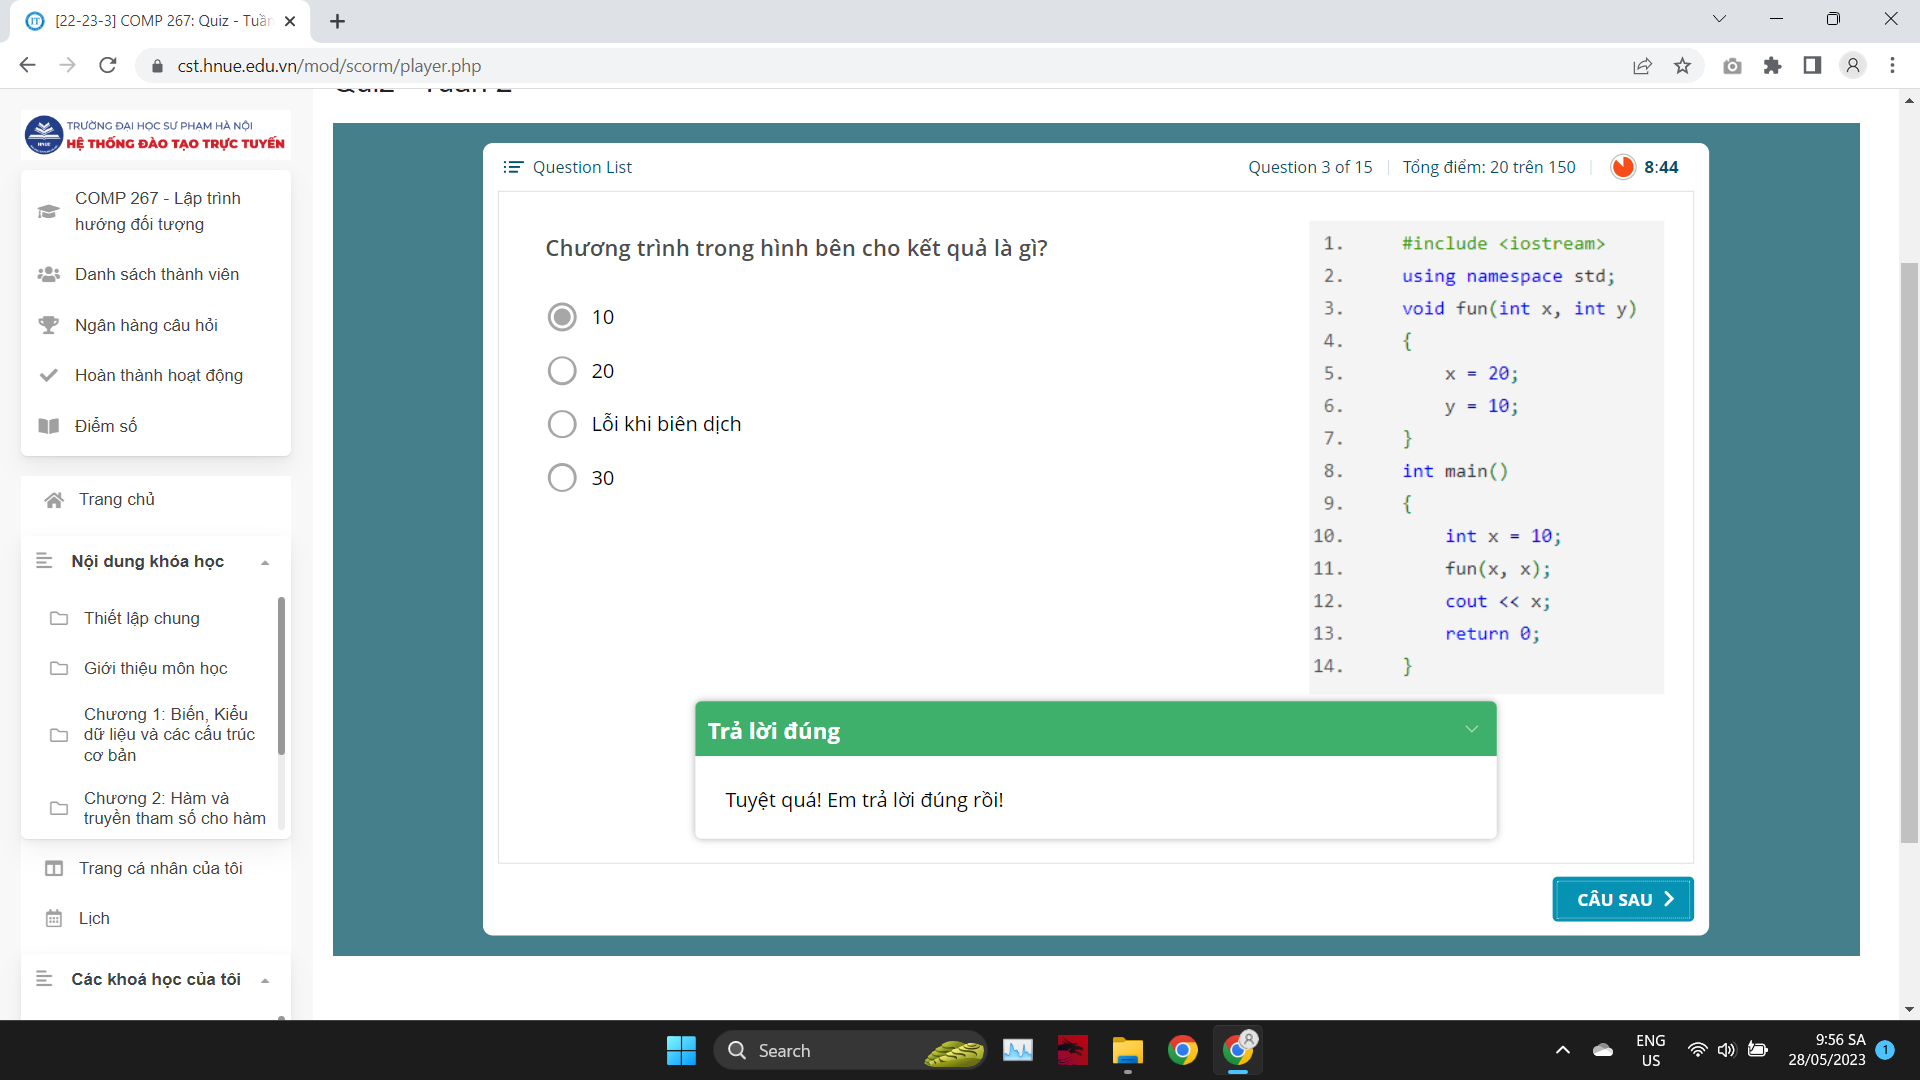 [22-23-3] COMP 267: Quiz - Tuần
cst.hnue.edu.vn/mod/scorm/player.php
Quiz - Tuần 2
TRƯỜNG ĐẠI HỌC SƯ PHẠM HÀ NỘI
HỆ THỐNG ĐÀO TẠO TRỰC TUYẾN
COMP 267 - Lập trình
hướng đối tượng
Danh sách thành viên
Ngân hàng câu hỏi
Hoàn thành hoạt động
Điểm số
Trang chủ
Nội dung khóa học
Thiết lập chung
Giới thiệu môn học
Chương 1: Biến, Kiểu
dữ liệu và các cấu trúc
cơ bản
Chương 2: Hàm và
truyền tham số cho hàm
Trang cá nhân của tôi
Lịch
Các khoá học của tôi
Question List
Question 3 of 15
Tổng điểm: 20 trên 150
8:44
Chương trình trong hình bên cho kết quả là gì?
10
20
Lỗi khi biên dịch
30
1. #include <iostream>
2. using namespace std;
3. void fun(int x, int y)
4. {
5. x = 20;
6. y = 10;
7. }
8. int main()
9. {
10. int x = 10;
11. fun(x, x);
12. cout << x;
13. return 0;
14. }
Trả lời đúng
Tuyệt quá! Em trả lời đúng rồi!
CÂU SAU
Search
ENG
US
9:56 SA
28/05/2023
1